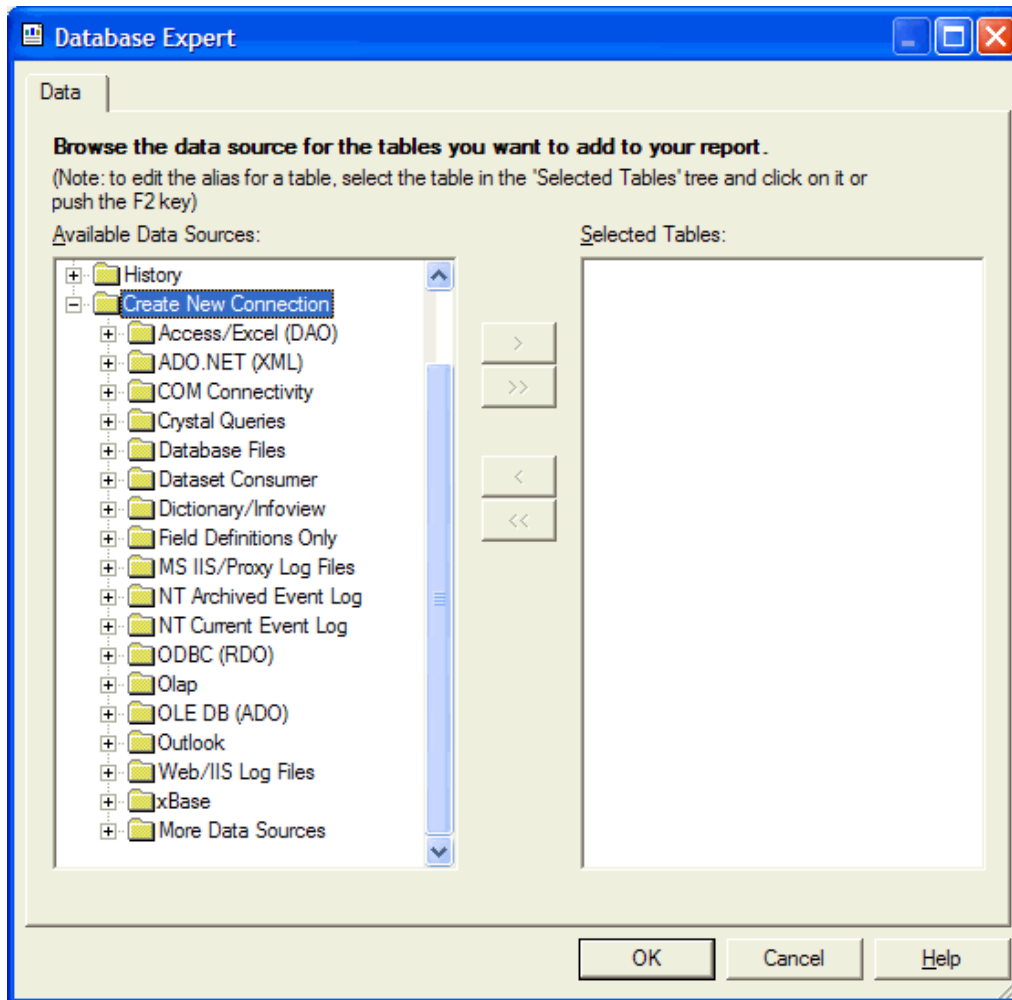 Database Expert
Data
Browse the data source for the tables you want to add to your report.
(Note: to edit the alias for a table, select the table in the 'Selected Tables' tree and click on it or
push the F2 key)
Available Data Sources:
Selected Tables:
History
Create New Connection
Access/Excel (DAO)
ADO.NET (XML)
COM Connectivity
Crystal Queries
Database Files
Dataset Consumer
Dictionary/Infoview
Field Definitions Only
MS IIS/Proxy Log Files
NT Archived Event Log
NT Current Event Log
ODBC (RDO)
Olap
OLE DB (ADO)
Outlook
Web/IIS Log Files
xBase
More Data Sources
>
>>
<
<<
OK
Cancel
Help